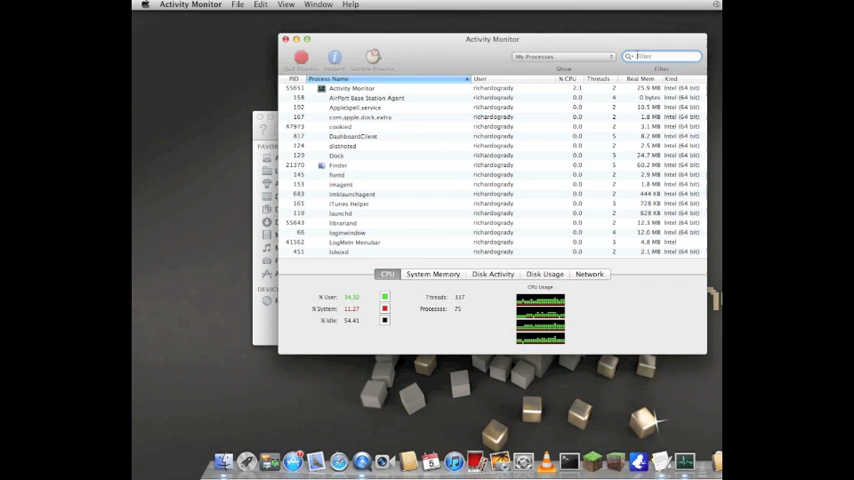 Activity Monitor File Edit View Window Help
Activity Monitor
My Processes Filter
Quit Process Inspect Sample Process Show Filter
PID Process Name User % CPU Threads Real Mem Kind
55651 Activity Monitor richardogrady 2.1 2 25.9 MB Intel (64 bit)
158 AirPort Base Station Agent richardogrady 0.0 4 0 bytes Intel (64 bit)
192 AppleSpell.service richardogrady 0.0 2 10.5 MB Intel (64 bit)
167 com.apple.dock.extra richardogrady 0.0 2 1.8 MB Intel (64 bit)
47973 cookied richardogrady 0.0 2 3.1 MB Intel (64 bit)
817 DashboardClient richardogrady 0.0 5 8.2 MB Intel (64 bit)
124 distnoted richardogrady 0.0 2 2.5 MB Intel (64 bit)
129 Dock richardogrady 0.0 3 24.7 MB Intel (64 bit)
21370 Finder richardogrady 0.0 5 60.2 MB Intel (64 bit)
145 fontd richardogrady 0.0 2 2.9 MB Intel (64 bit)
153 imagent richardogrady 0.0 2 1.8 MB Intel (64 bit)
683 imklaunchagent richardogrady 0.0 2 444 KB Intel (64 bit)
165 iTunes Helper richardogrady 0.0 3 728 KB Intel (64 bit)
119 launchd richardogrady 0.0 2 828 KB Intel (64 bit)
55643 librariand richardogrady 0.0 2 12.3 MB Intel (64 bit)
66 loginwindow richardogrady 0.0 2 12.0 MB Intel (64 bit)
41562 LogMeIn Menubar richardogrady 0.0 3 4.8 MB Intel
451 lsboxd richardogrady 0.0 2 Intel (64 bit)
FAVOR
DEVIC
CPU System Memory Disk Activity Disk Usage Network
CPU Usage
% User: 34.32 Threads: 337
% System: 11.27 Processes: 75
% Idle: 54.41
5